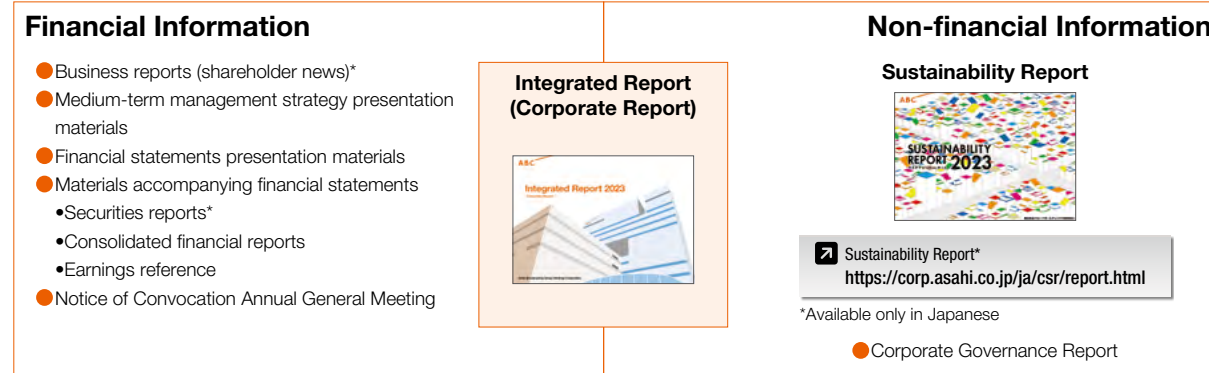 Financial Information
●Business reports (shareholder news)*
●Medium-term management strategy presentation
materials
●Financial statements presentation materials
●Materials accompanying financial statements
•Securities reports*
•Consolidated financial reports
•Earnings reference
●Notice of Convocation Annual General Meeting
Integrated Report
(Corporate Report)
ABC
Integrated Report 2023
Non-financial Information
Sustainability Report
ABC
SUSTAINABILITY
REPORT 2023
Sustainability Report*
https://corp.asahi.co.jp/ja/csr/report.html
*Available only in Japanese
●Corporate Governance Report